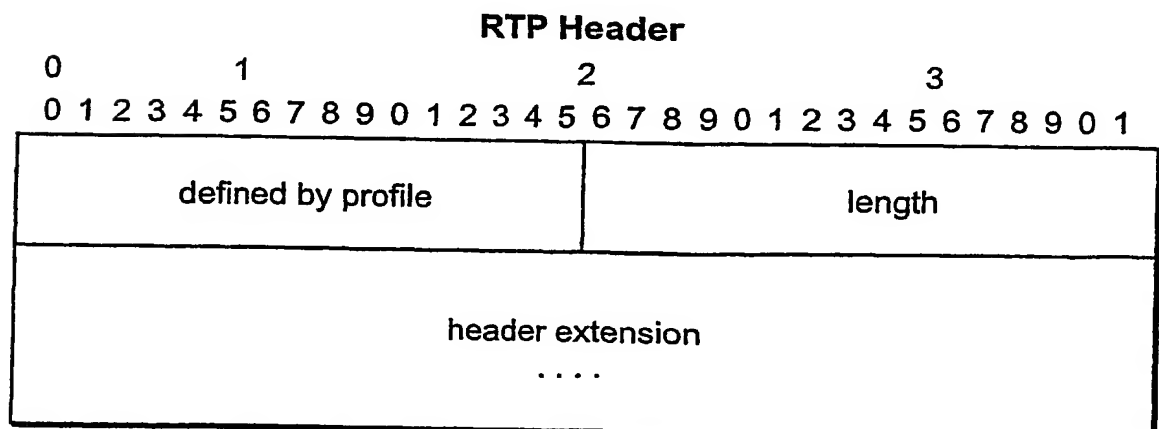 RTP Header
0 1 2 3
0 1 2 3 4 5 6 7 8 9 0 1 2 3 4 5 6 7 8 9 0 1 2 3 4 5 6 7 8 9 0 1
defined by profile length
header extension
. . . .